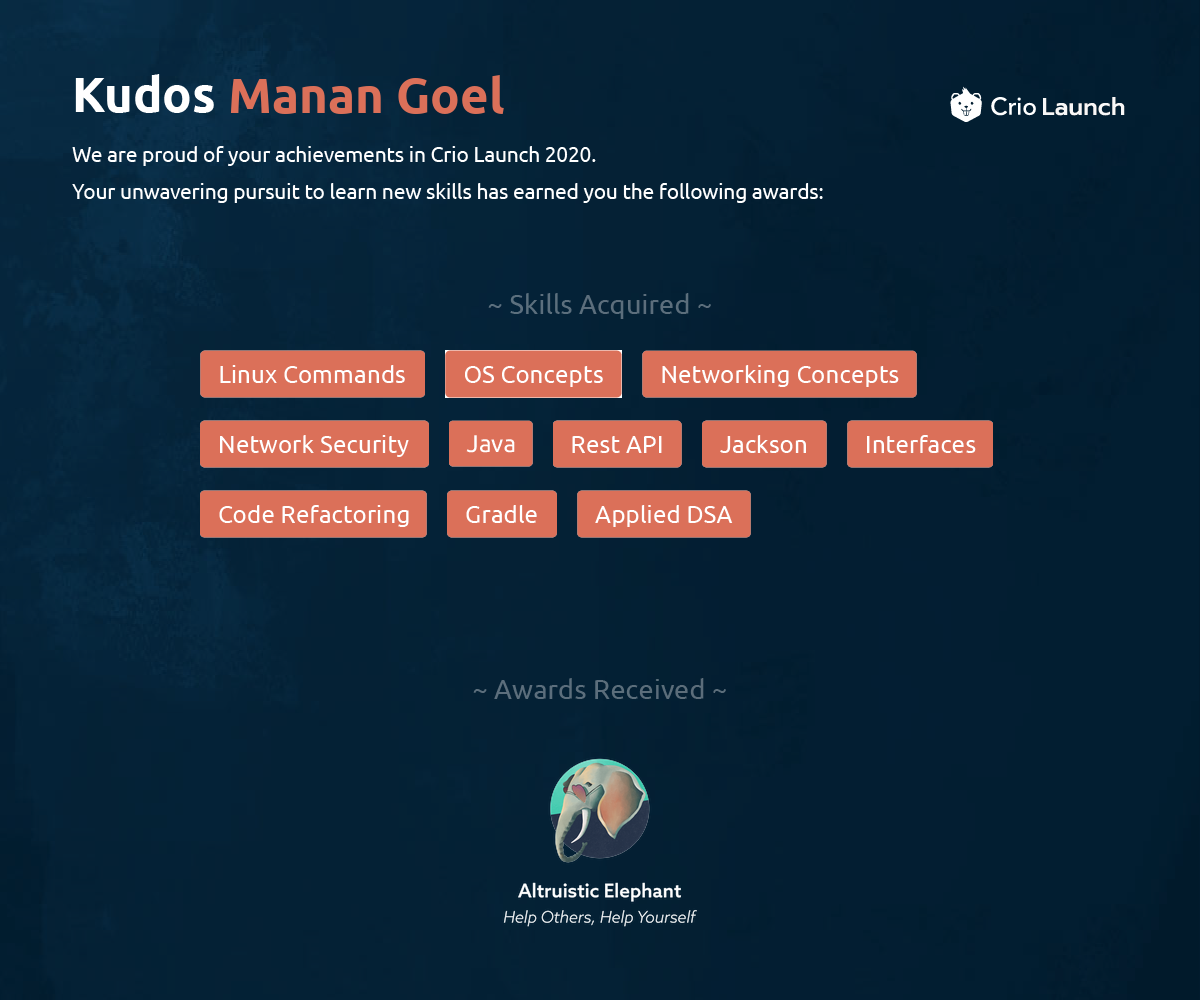 Kudos Manan Goel
Crio Launch
We are proud of your achievements in Crio Launch 2020.
Your unwavering pursuit to learn new skills has earned you the following awards:
~ Skills Acquired ~
Linux Commands OS Concepts Networking Concepts
Network Security Java Rest API Jackson Interfaces
Code Refactoring Gradle Applied DSA
~ Awards Received ~
Altruistic Elephant
Help Others, Help Yourself